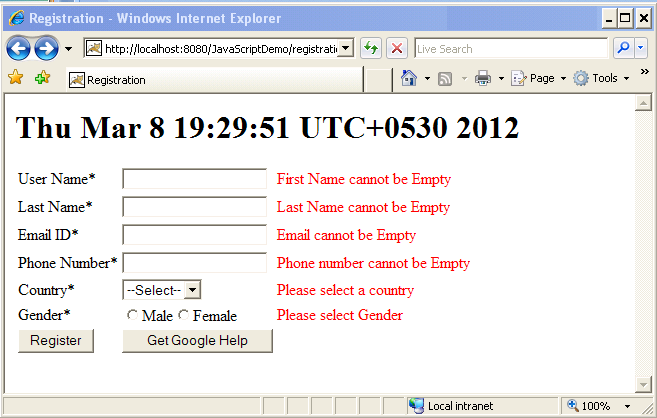 Registration - Windows Internet Explorer
http://localhost:8080/JavaScriptDemo/registrati
Live Search
Registration
Page
Tools
»
Thu Mar 8 19:29:51 UTC+0530 2012
User Name* First Name cannot be Empty
Last Name* Last Name cannot be Empty
Email ID* Email cannot be Empty
Phone Number* Phone number cannot be Empty
Country* --Select-- Please select a country
Gender* Male Female Please select Gender
Register Get Google Help
Local intranet 100%